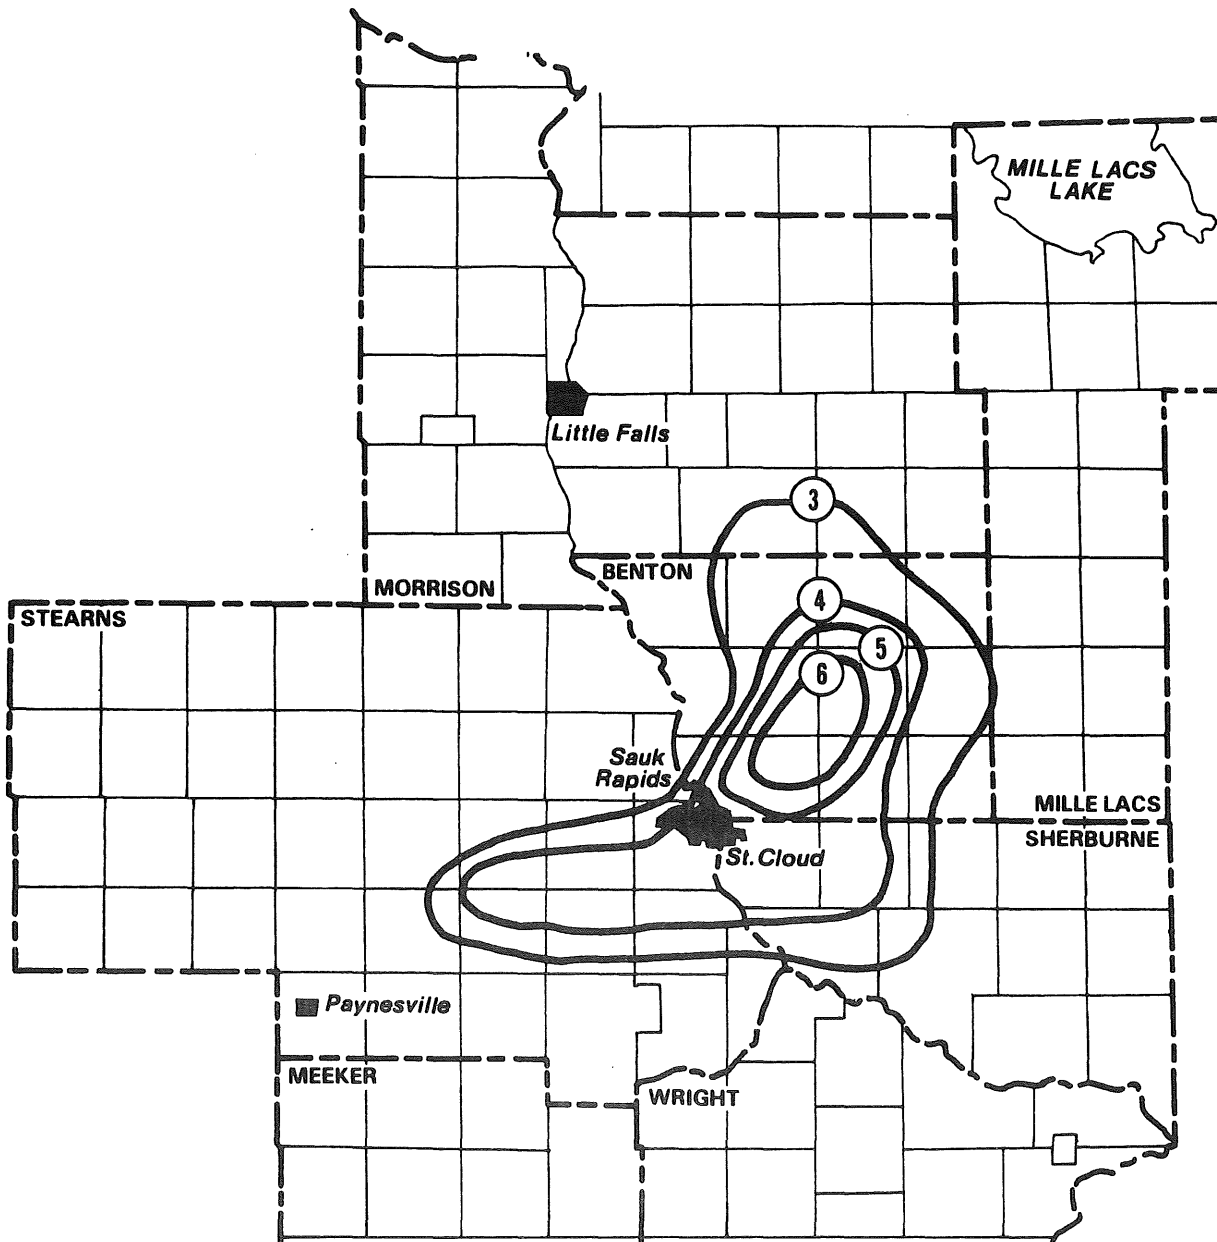 MILLE LACS
LAKE
Little Falls
3
BENTON
MORRISON
4
STEARNS
5
6
Sauk
Rapids
MILLE LACS
SHERBURNE
St. Cloud
Paynesville
MEEKER
WRIGHT